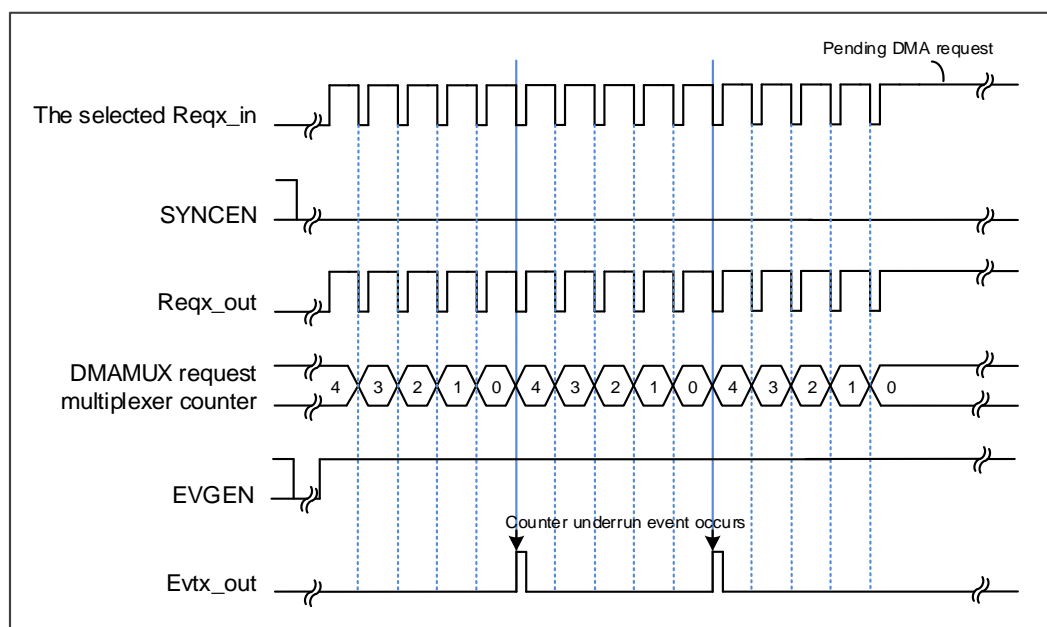 Pending DMA request
The selected Reqx_in
SYNCEN
Reqx_out
DMAMUX request
multiplexer counter
4 3 2 1 0 4 3 2 1 0 4 3 2 1 0
EVGEN
Counter underrun event occurs
Evtx_out